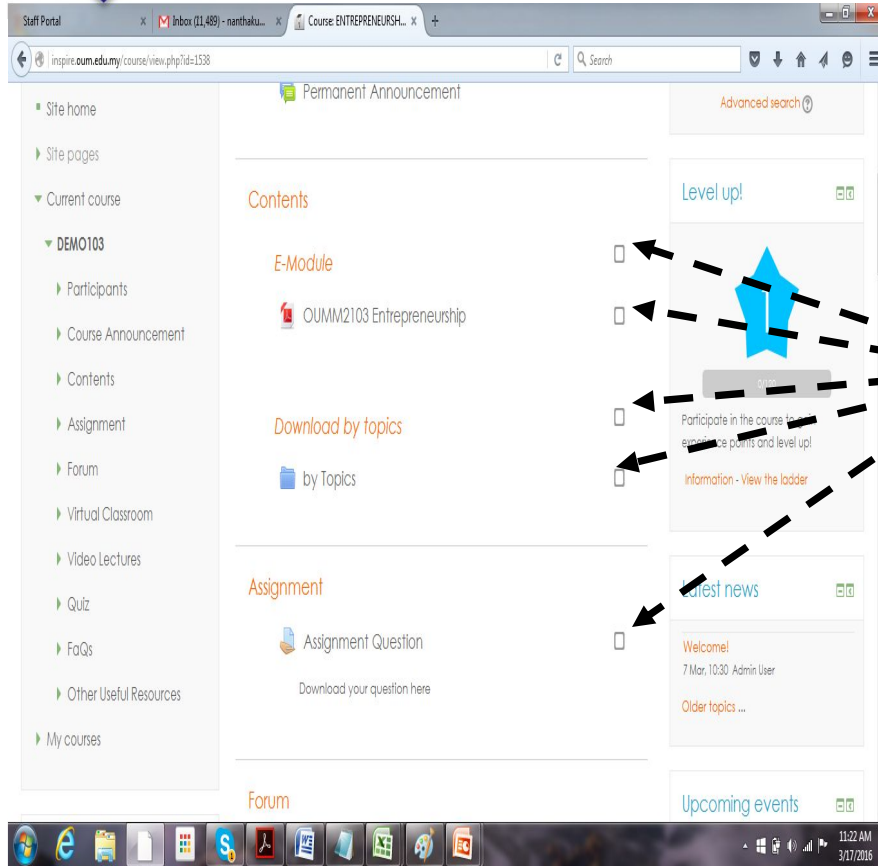 Staff Portal
Inbox (11,489) - nanthaku...
Course: ENTREPRENEURSH...
inspire.oum.edu.my/course/view.php?id=1538
Search
Site home
Site pages
Current course
DEMO103
Participants
Course Announcement
Contents
Assignment
Forum
Virtual Classroom
Video Lectures
Quiz
FaQs
Other Useful Resources
My courses
Permanent Announcement
Contents
E-Module
OUMM2103 Entrepreneurship
Download by topics
by Topics
Assignment
Assignment Question
Download your question here
Forum
Advanced search
Level up!
1
Participate in the course to gain
experience points and level up!
Information - View the ladder
Latest news
Welcome!
7 Mar, 10:30 Admin User
Older topics ...
Upcoming events
11:22 AM
3/17/2016